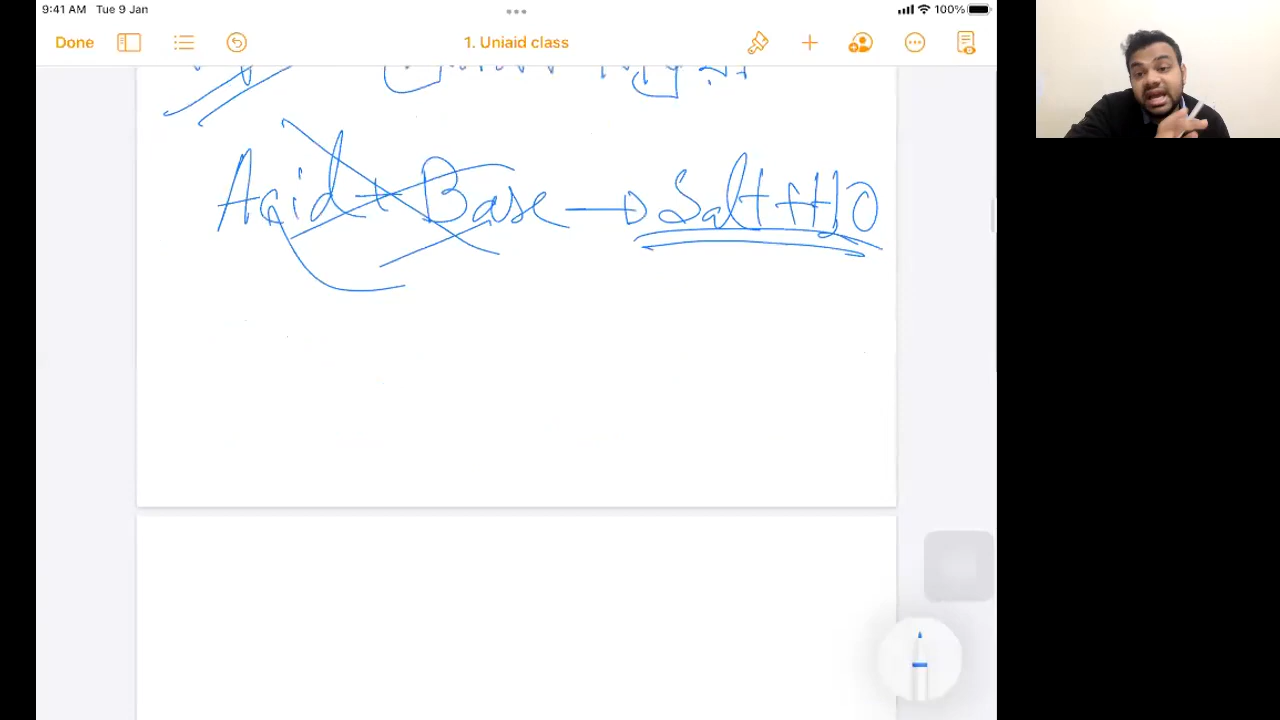 9:41 AM Tue 9 Jan
100%
Done
1. Uniaid class
Acid + Base → Salt + H2O